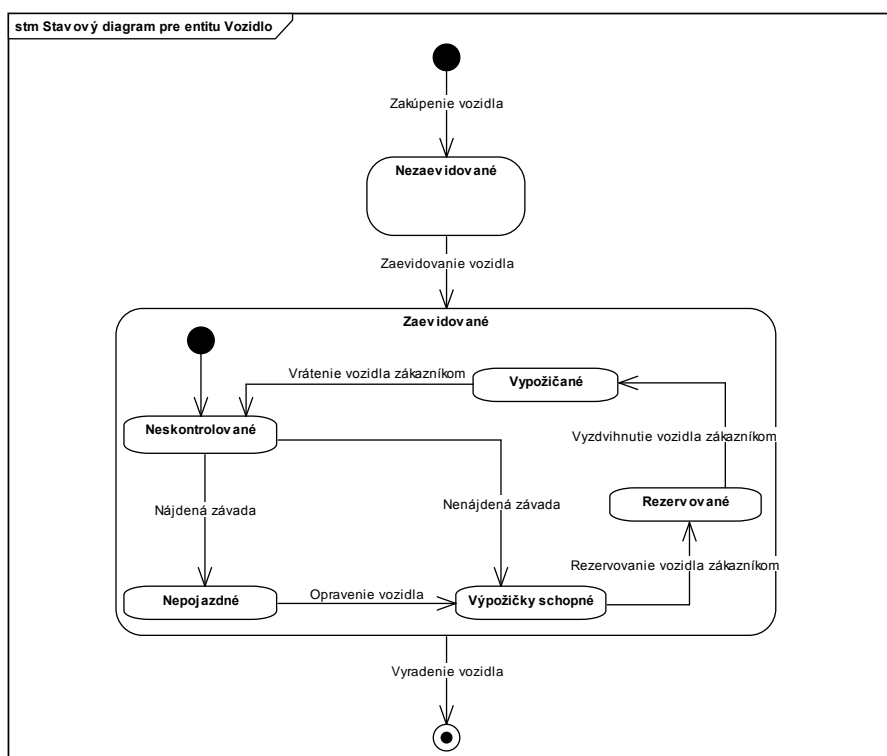 stm Stavový diagram pre entitu Vozidlo
Zakúpenie vozidla
Nezaevidované
Zaevidovanie vozidla
Zaevidované
Vrátenie vozidla zákazníkom
Vypožičané
Neskontrolované
Vyzdvihnutie vozidla zákazníkom
Nájdená závada
Nenájdená závada
Rezervované
Rezervovanie vozidla zákazníkom
Nepojazdné
Opravenie vozidla
Výpožičky schopné
Vyradenie vozidla